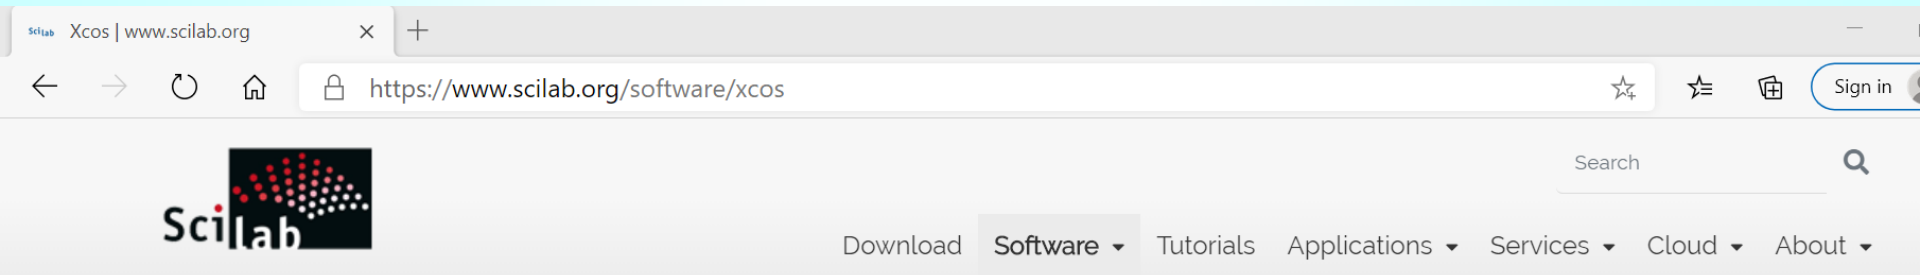 Scilab Xcos | www.scilab.org
https://www.scilab.org/software/xcos
Sign in
Search
Scilab
Download Software Tutorials Applications Services Cloud About